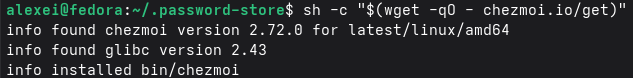 alexei@fedora:~/.password-store$ sh -c "$(wget -qO - chezmoi.io/get)"
info found chezmoi version 2.72.0 for latest/linux/amd64
info found glibc version 2.43
info installed bin/chezmoi